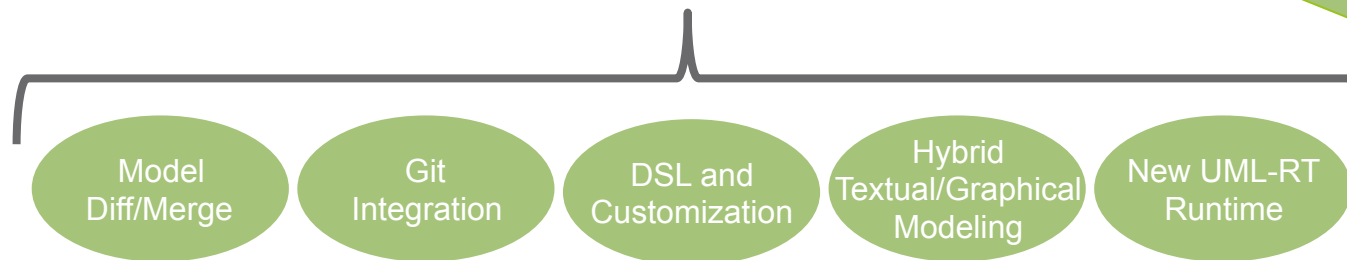 Model
Diff/Merge
Git
Integration
DSL and
Customization
Hybrid
Textual/Graphical
Modeling
New UML-RT
Runtime